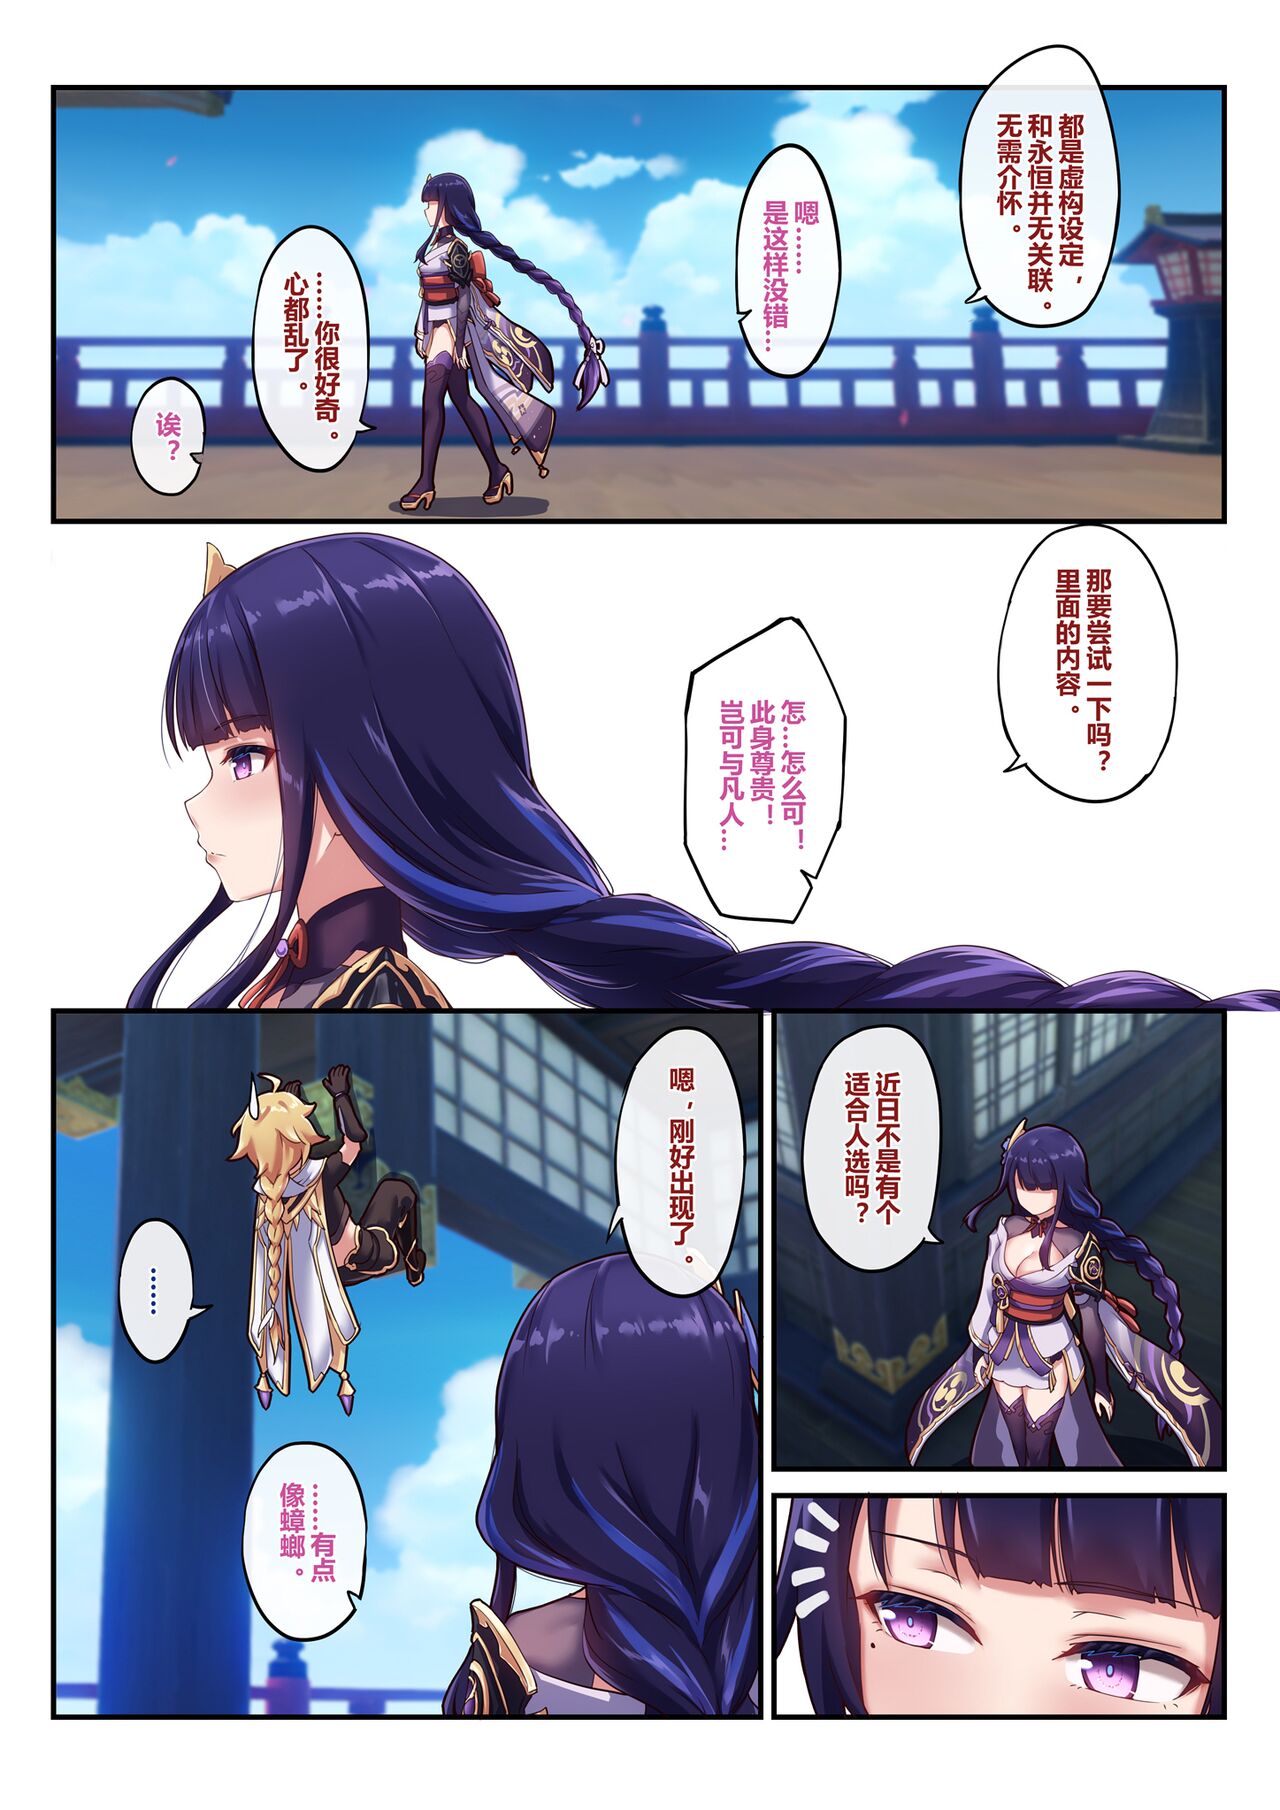 都是虚构设定，
和永恒并无关联。
无需介怀。
嗯……
是这样没错…
……你很好奇。
心都乱了。
诶？
那要尝试一下吗？
里面的内容。
怎…怎么可！
此身尊贵！
岂可与凡人…
近日不是有个
适合人选吗？
嗯，刚好出现了。
……
……有点
像蟑螂。